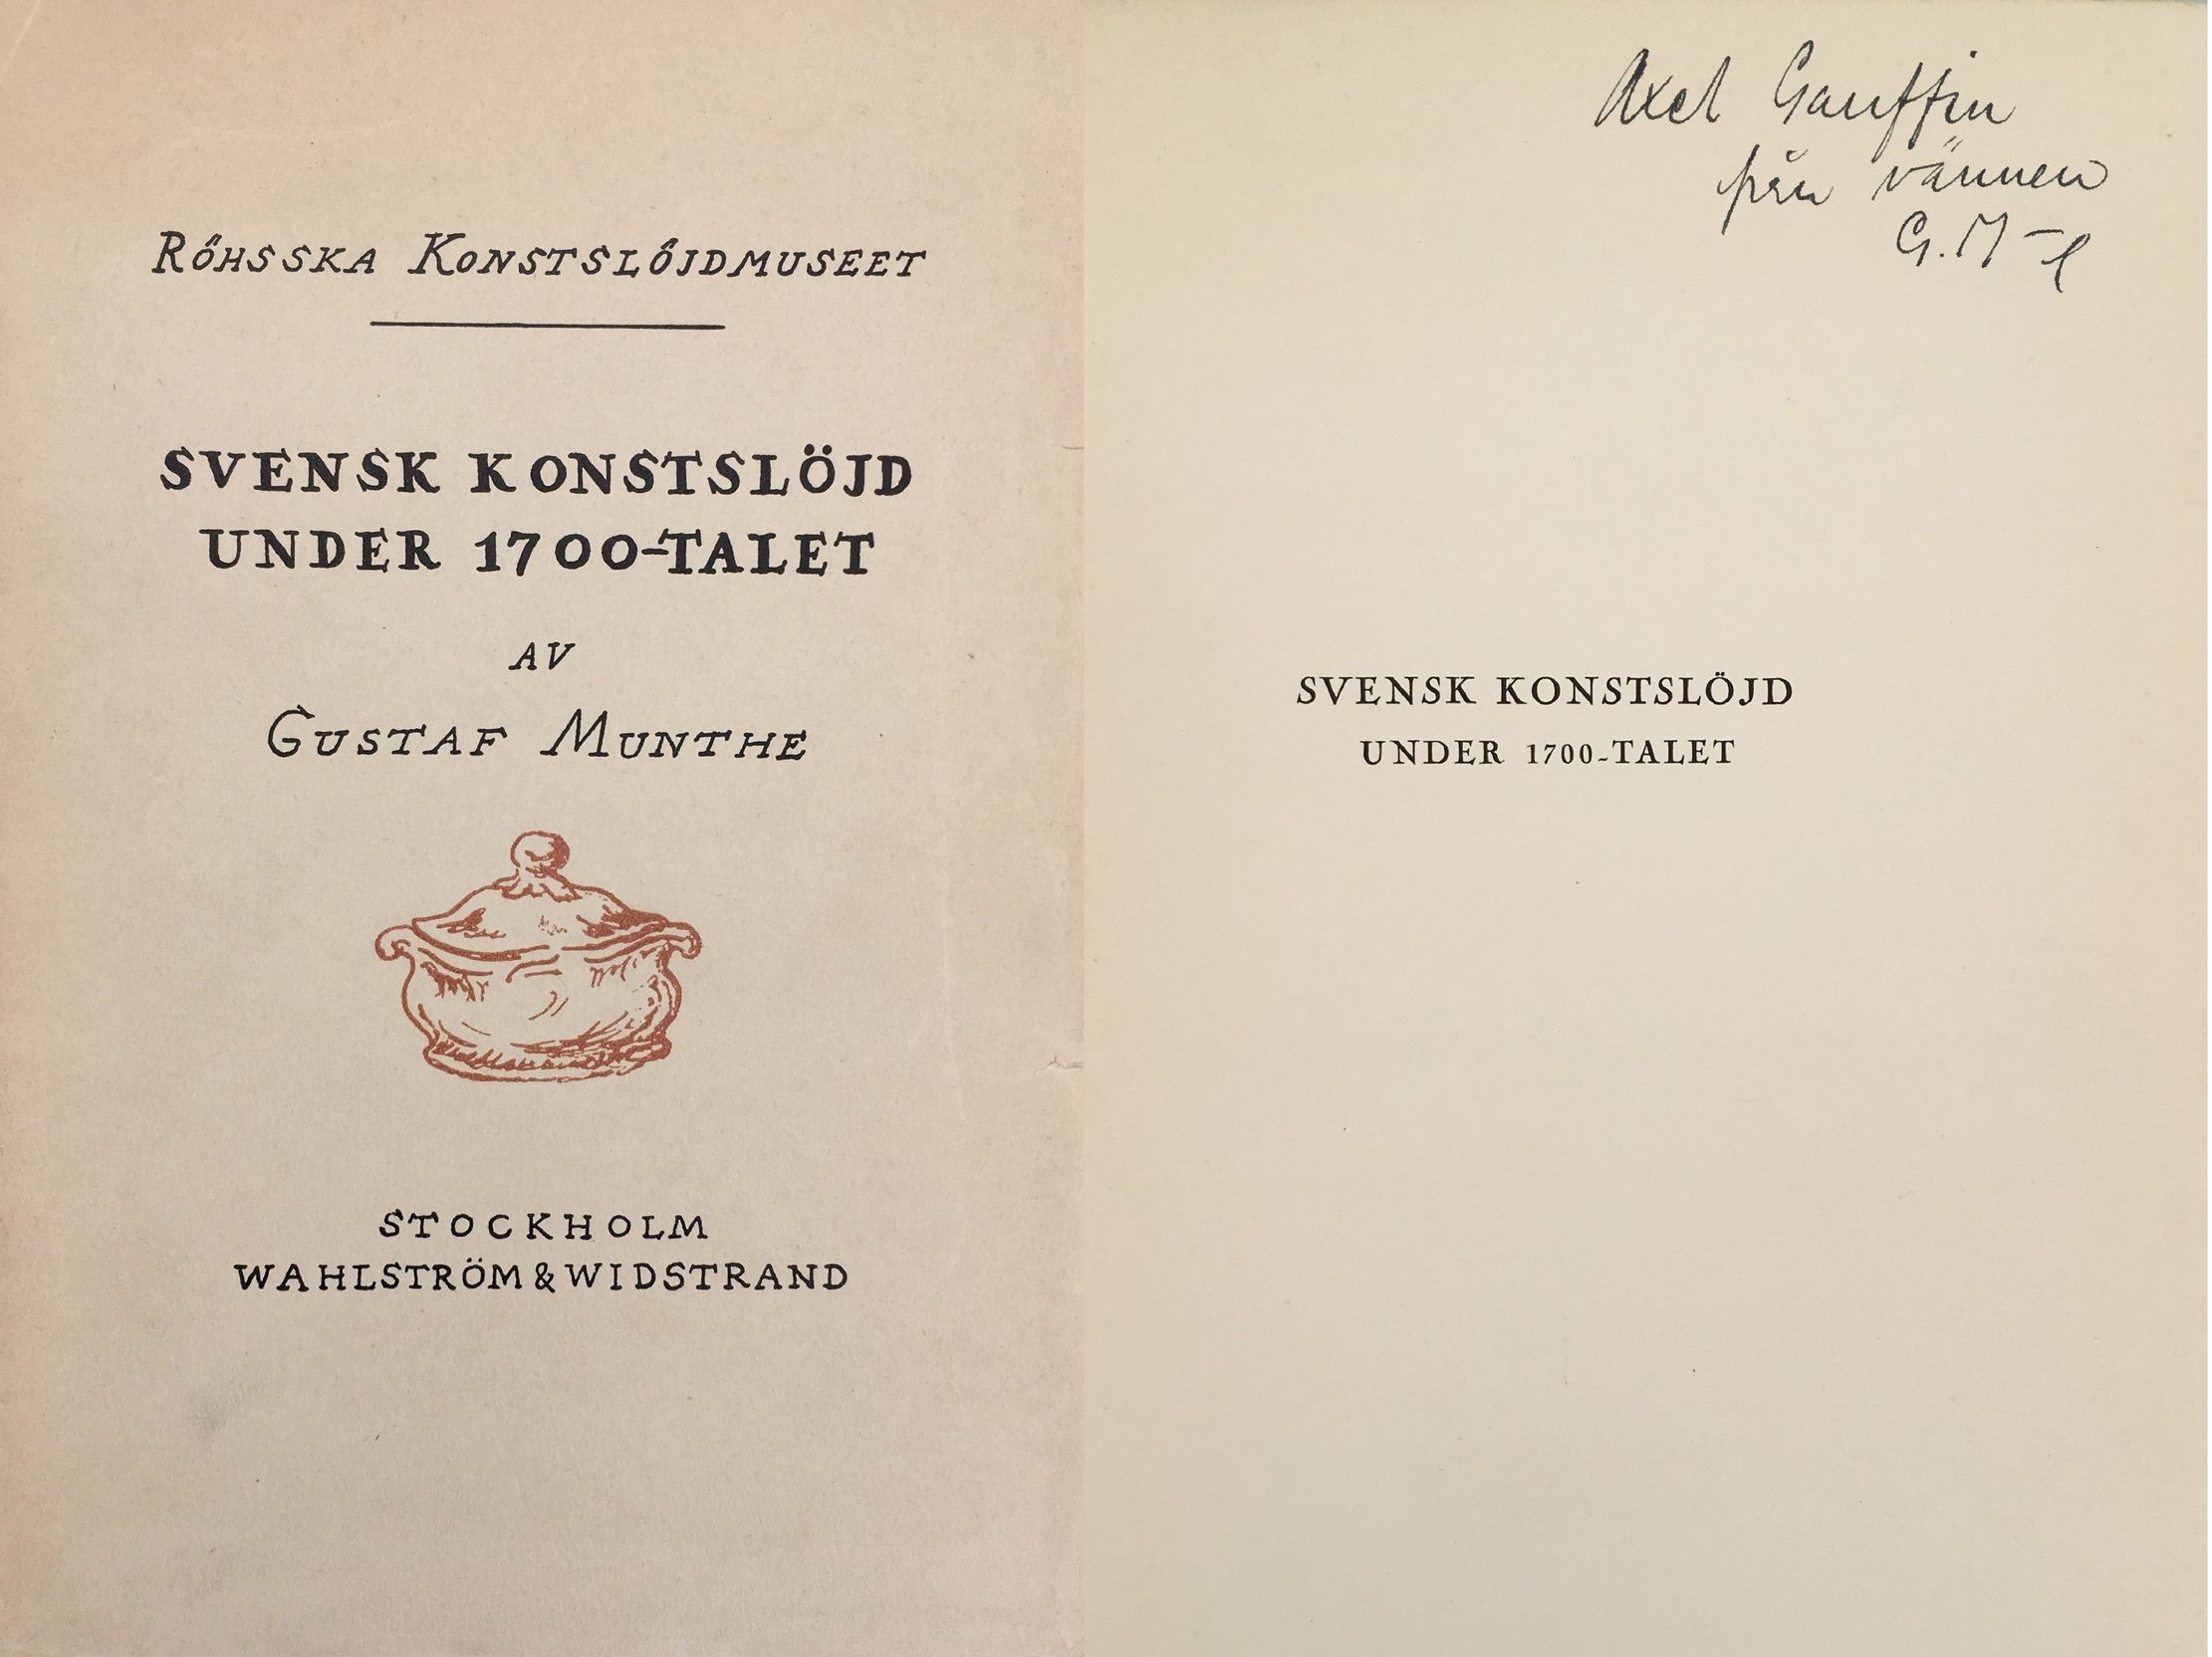 RÖHSSKA KONSTSLÖJDMUSEET
SVENSK KONSTSLÖJD
UNDER 1700-TALET
AV
GUSTAF MUNTHE
STOCKHOLM
WAHLSTRÖM & WIDSTRAND
Axel Gauffin
från vännen
G. M-e
SVENSK KONSTSLÖJD
UNDER 1700-TALET